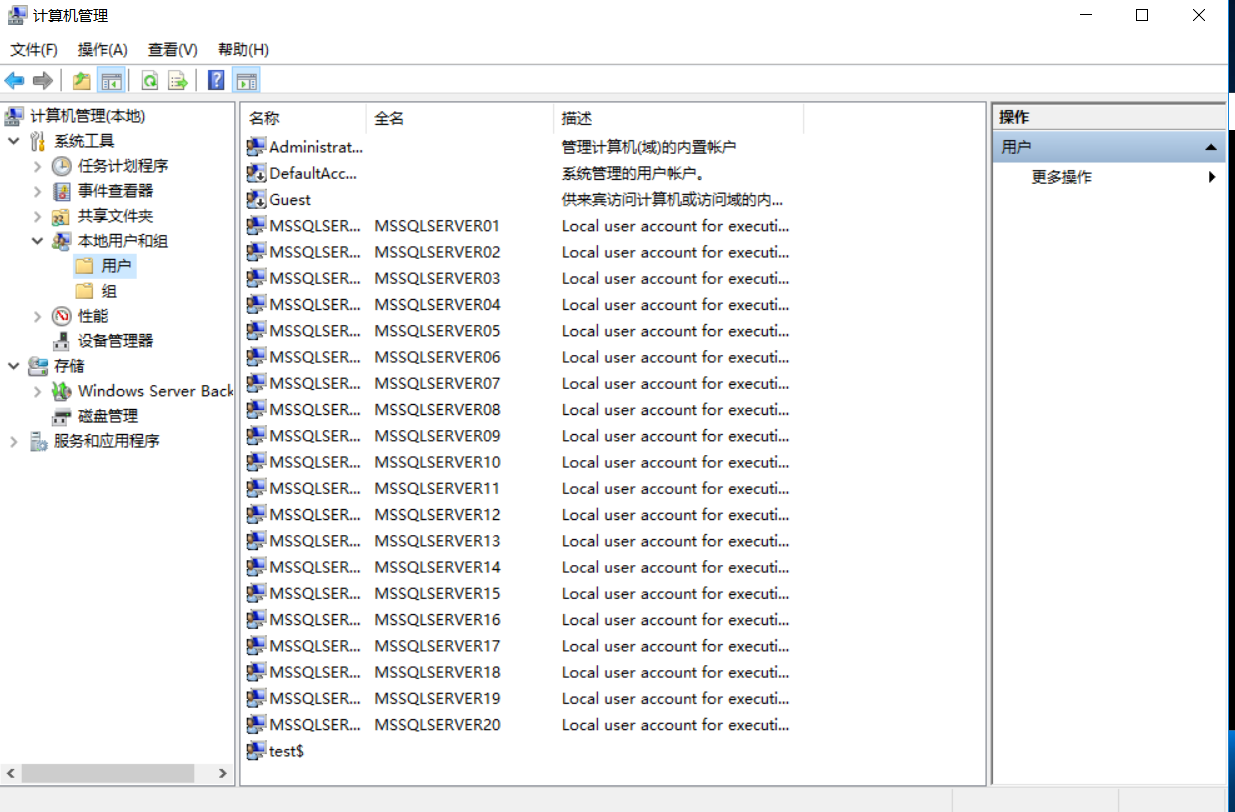 计算机管理
文件(F) 操作(A) 查看(V) 帮助(H)
计算机管理(本地)
系统工具
任务计划程序
事件查看器
共享文件夹
本地用户和组
用户
组
性能
设备管理器
存储
Windows Server Back
磁盘管理
服务和应用程序
名称 全名 描述
Administrat... 管理计算机(域)的内置帐户
DefaultAcc... 系统管理的用户帐户。
Guest 供来宾访问计算机或访问域的内...
MSSQLSER... MSSQLSERVER01 Local user account for executi...
MSSQLSER... MSSQLSERVER02 Local user account for executi...
MSSQLSER... MSSQLSERVER03 Local user account for executi...
MSSQLSER... MSSQLSERVER04 Local user account for executi...
MSSQLSER... MSSQLSERVER05 Local user account for executi...
MSSQLSER... MSSQLSERVER06 Local user account for executi...
MSSQLSER... MSSQLSERVER07 Local user account for executi...
MSSQLSER... MSSQLSERVER08 Local user account for executi...
MSSQLSER... MSSQLSERVER09 Local user account for executi...
MSSQLSER... MSSQLSERVER10 Local user account for executi...
MSSQLSER... MSSQLSERVER11 Local user account for executi...
MSSQLSER... MSSQLSERVER12 Local user account for executi...
MSSQLSER... MSSQLSERVER13 Local user account for executi...
MSSQLSER... MSSQLSERVER14 Local user account for executi...
MSSQLSER... MSSQLSERVER15 Local user account for executi...
MSSQLSER... MSSQLSERVER16 Local user account for executi...
MSSQLSER... MSSQLSERVER17 Local user account for executi...
MSSQLSER... MSSQLSERVER18 Local user account for executi...
MSSQLSER... MSSQLSERVER19 Local user account for executi...
MSSQLSER... MSSQLSERVER20 Local user account for executi...
test$
操作
用户
更多操作